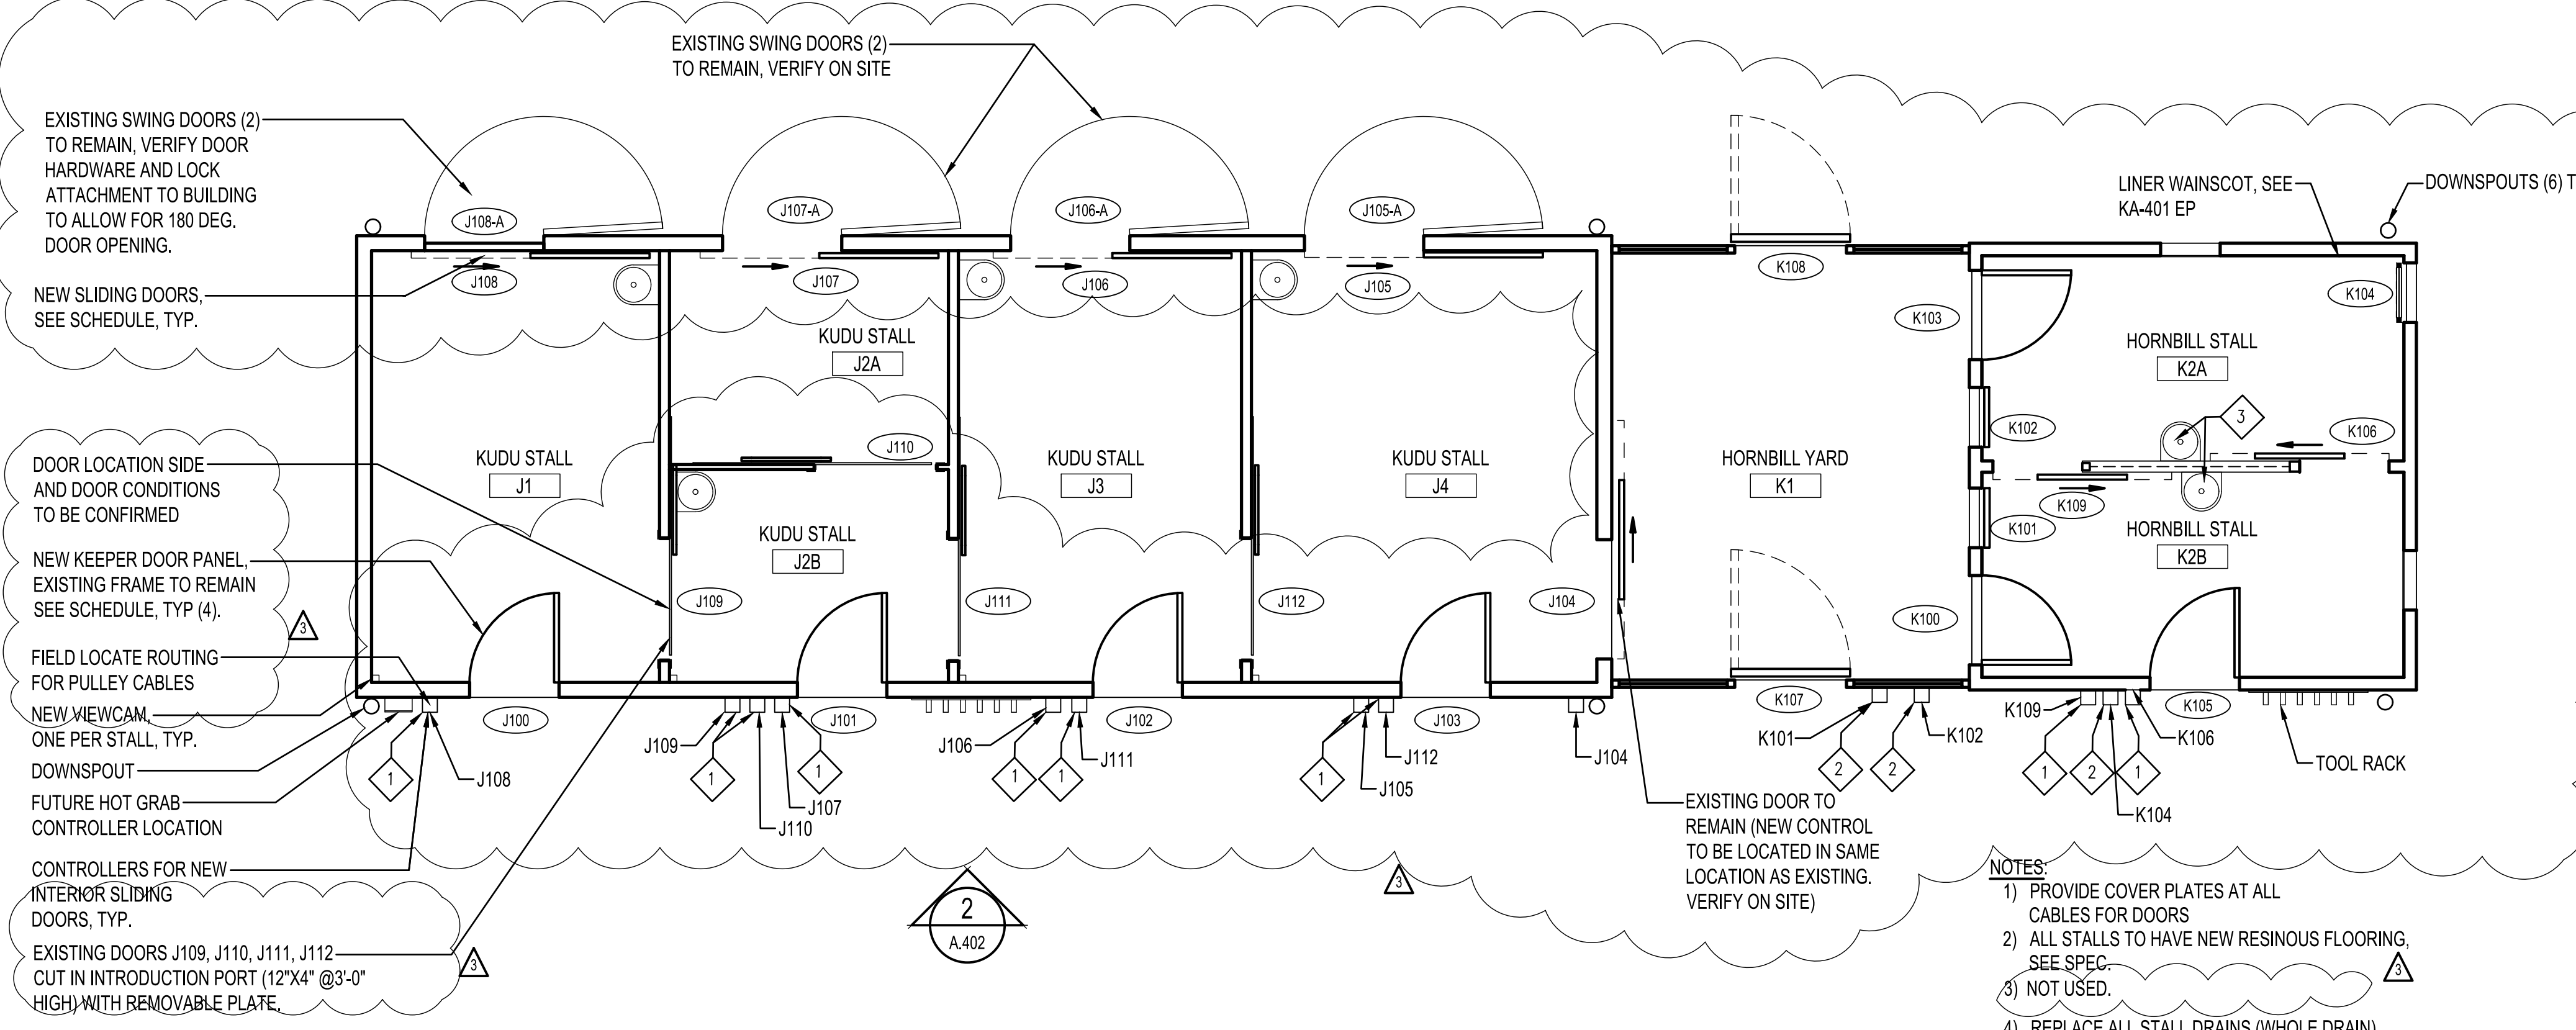 EXISTING SWING DOORS (2)
TO REMAIN, VERIFY ON SITE
EXISTING SWING DOORS (2)
TO REMAIN, VERIFY DOOR
HARDWARE AND LOCK
ATTACHMENT TO BUILDING
TO ALLOW FOR 180 DEG.
DOOR OPENING.
NEW SLIDING DOORS,
SEE SCHEDULE, TYP.
LINER WAINSCOT, SEE
KA-401 EP
DOWNSPOUTS (6) T
J108-A
J107-A
J106-A
J105-A
J108
J107
J106
J105
K108
K103
K104
KUDU STALL
J2A
HORNBILL STALL
K2A
J110
K102
3
K106
KUDU STALL
J1
KUDU STALL
J3
KUDU STALL
J4
HORNBILL YARD
K1
K109
K101
HORNBILL STALL
K2B
KUDU STALL
J2B
J109
J111
J112
J104
K100
DOOR LOCATION SIDE
AND DOOR CONDITIONS
TO BE CONFIRMED
NEW KEEPER DOOR PANEL,
EXISTING FRAME TO REMAIN
SEE SCHEDULE, TYP (4).
3
FIELD LOCATE ROUTING
FOR PULLEY CABLES
NEW VIEWCAM,
ONE PER STALL, TYP.
DOWNSPOUT
FUTURE HOT GRAB
CONTROLLER LOCATION
CONTROLLERS FOR NEW
INTERIOR SLIDING
DOORS, TYP.
EXISTING DOORS J109, J110, J111, J112
CUT IN INTRODUCTION PORT (12"X4" @3'-0"
HIGH) WITH REMOVABLE PLATE.
3
J100
J101
J102
J103
K107
K105
1
J108
J109
1
J110
J107
1
J106
1
1
J111
1
J105
J112
J104
K101
2
2
K102
K109
1
2
1
K104
K106
TOOL RACK
EXISTING DOOR TO
REMAIN (NEW CONTROL
TO BE LOCATED IN SAME
LOCATION AS EXISTING.
VERIFY ON SITE)
2
A.402
3
NOTES:
1) PROVIDE COVER PLATES AT ALL
CABLES FOR DOORS
2) ALL STALLS TO HAVE NEW RESINOUS FLOORING,
SEE SPEC.
3
3) NOT USED.
4) REPLACE ALL STALL DRAINS (WHOLE DRAIN)